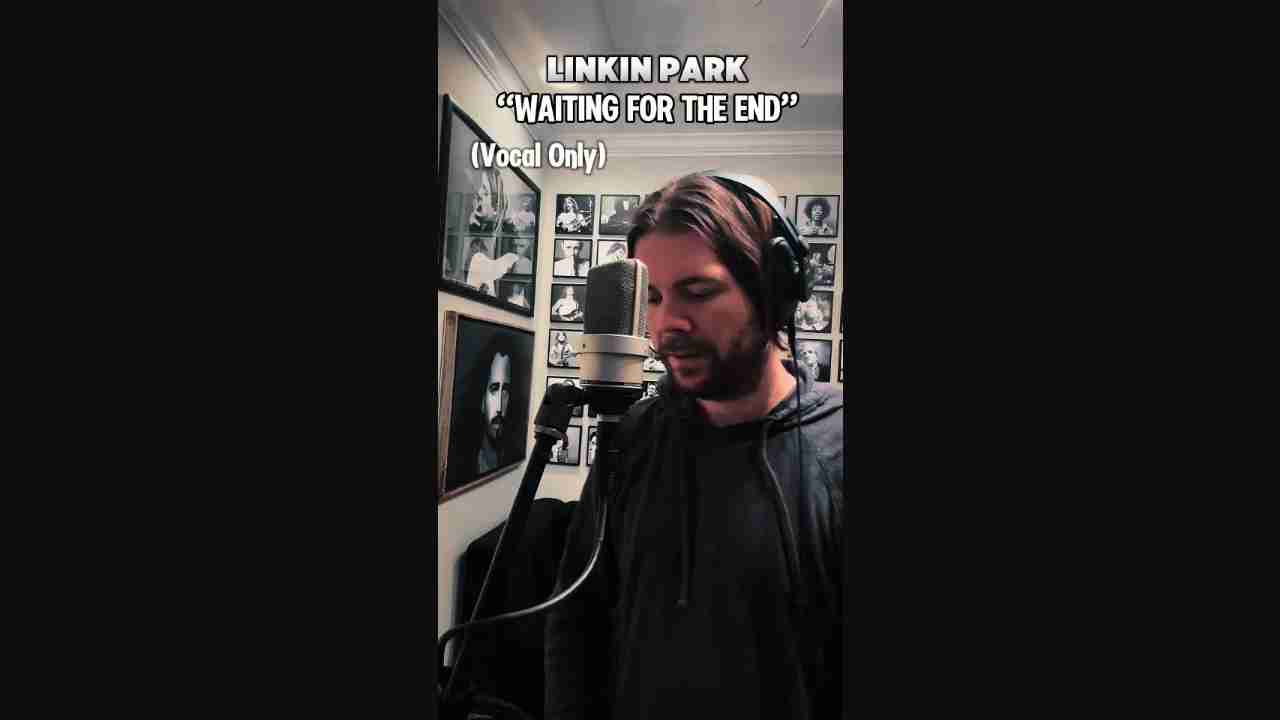 LINKIN PARK
“WAITING FOR THE END”
(Vocal Only)